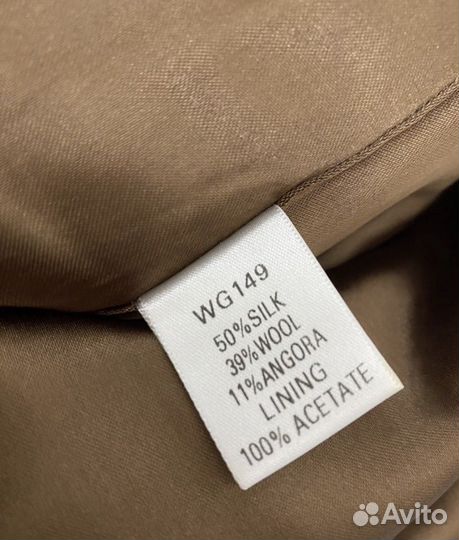 WG149
50%SILK
39%WOOL
11%ANGORA
LINING
100% ACETATE
Avito